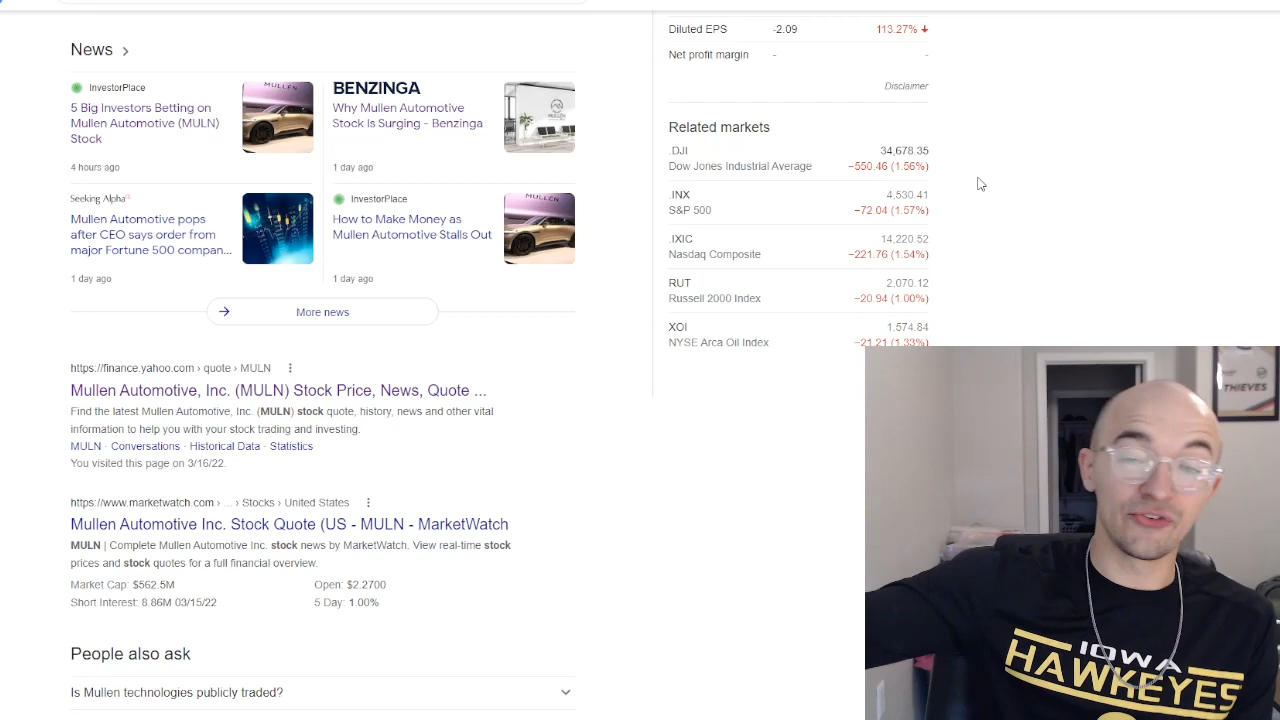 News
InvestorPlace
5 Big Investors Betting on
Mullen Automotive (MULN)
Stock
4 hours ago
MULLEN
BENZINGA
Why Mullen Automotive
Stock Is Surging - Benzinga
1 day ago
MULLEN
Seeking Alpha
Mullen Automotive pops
after CEO says order from
major Fortune 500 compan...
1 day ago
InvestorPlace
How to Make Money as
Mullen Automotive Stalls Out
1 day ago
MULLEN
More news
https://finance.yahoo.com › quote › MULN
Mullen Automotive, Inc. (MULN) Stock Price, News, Quote ...
Find the latest Mullen Automotive, Inc. (MULN) stock quote, history, news and other vital
information to help you with your stock trading and investing.
MULN · Conversations · Historical Data · Statistics
You visited this page on 3/16/22.
https://www.marketwatch.com › ... › Stocks › United States
Mullen Automotive Inc. Stock Quote (US - MULN - MarketWatch
MULN | Complete Mullen Automotive Inc. stock news by MarketWatch. View real-time stock
prices and stock quotes for a full financial overview.
Market Cap: $562.5M Open: $2.2700
Short Interest: 8.86M 03/15/22 5 Day: 1.00%
People also ask
Is Mullen technologies publicly traded?
Diluted EPS -2.09 113.27%
Net profit margin - -
Disclaimer
Related markets
.DJI 34,678.35
Dow Jones Industrial Average −550.46 (1.56%)
.INX 4,530.41
S&P 500 −72.04 (1.57%)
.IXIC 14,220.52
Nasdaq Composite −221.76 (1.54%)
RUT 2,070.12
Russell 2000 Index −20.94 (1.00%)
XOI 1,574.84
NYSE Arca Oil Index −21.21 (1.33%)
THIEVES
IOWA
HAWKEYES